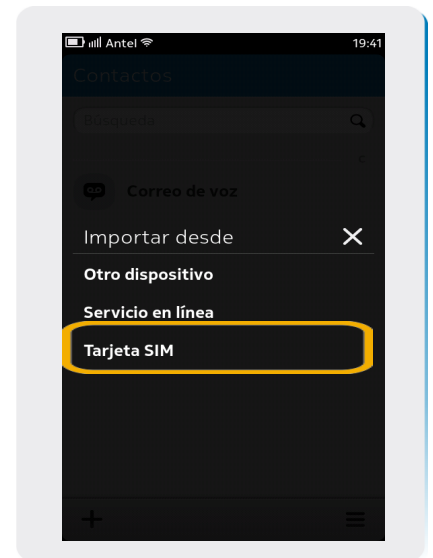 Antel 19:41
Contactos
Búsqueda
Correo de voz
Importar desde
Otro dispositivo
Servicio en línea
Tarjeta SIM